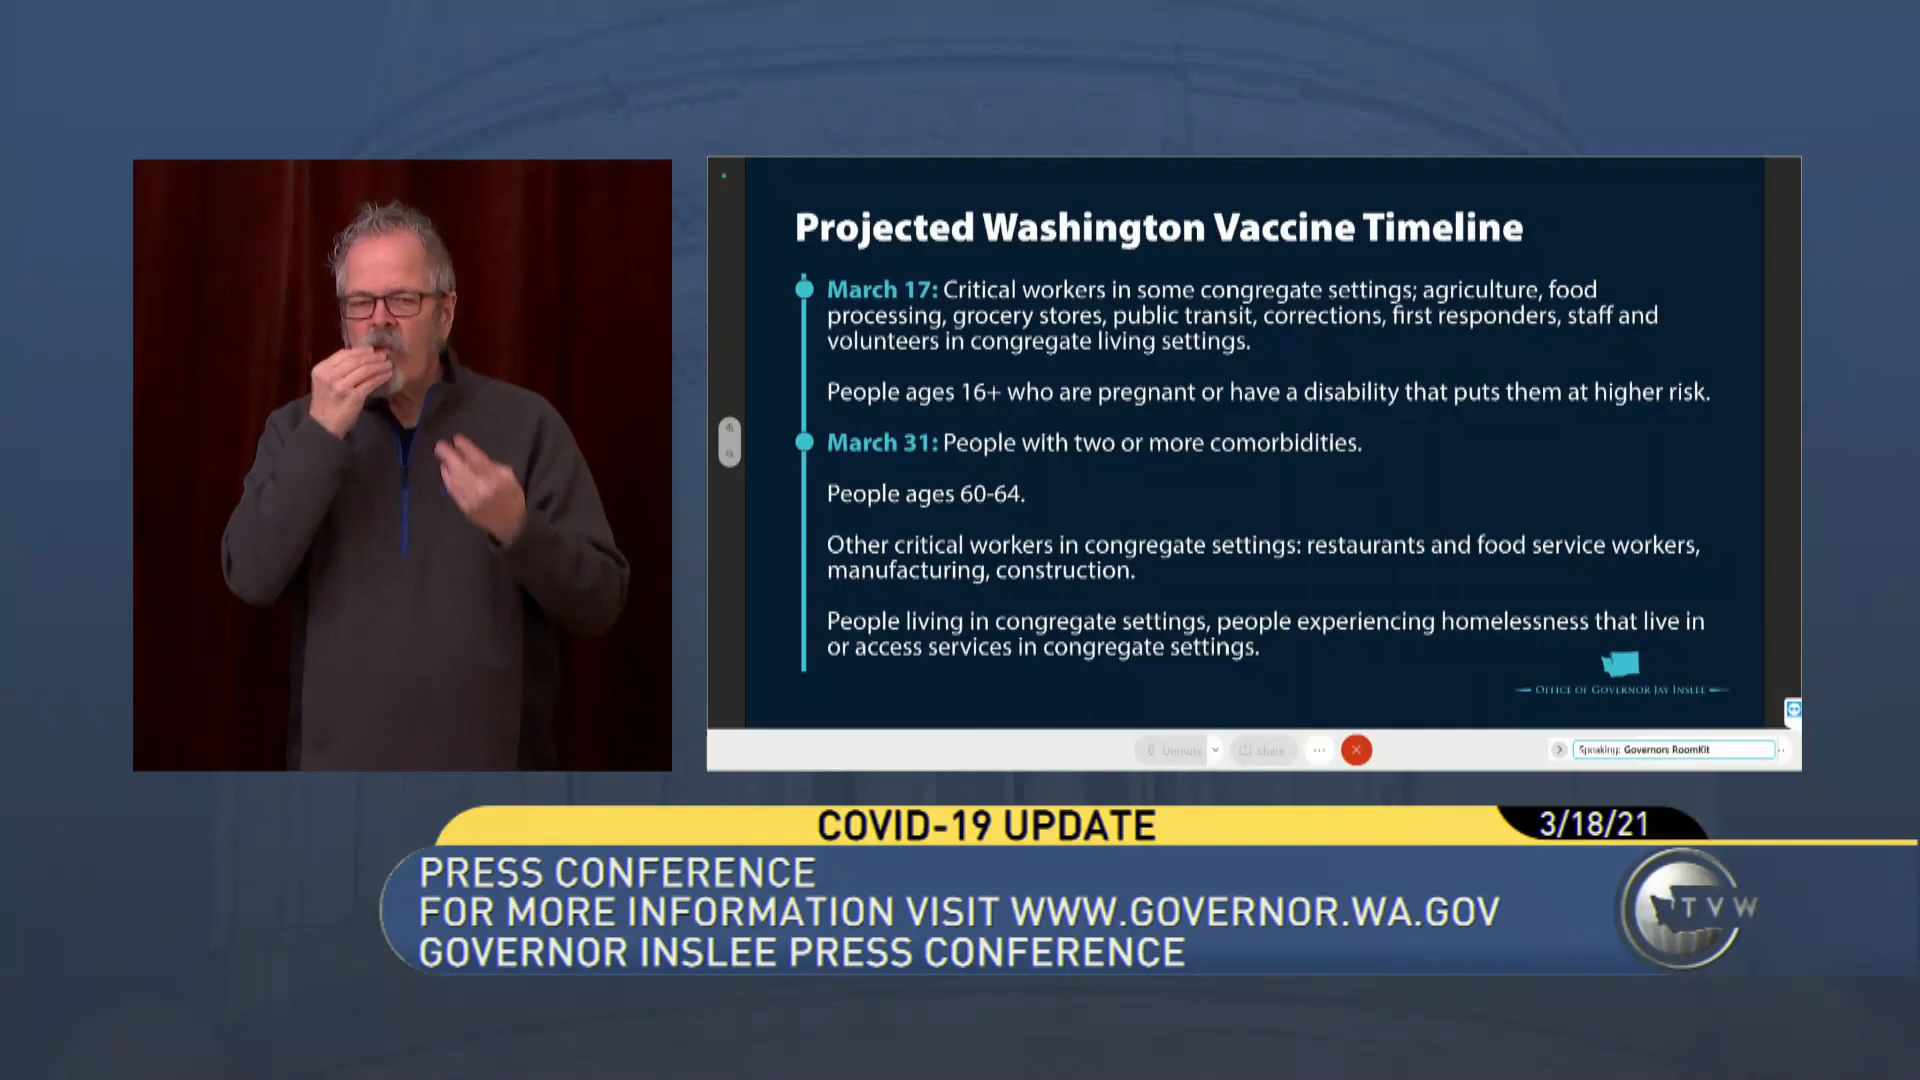 Projected Washington Vaccine Timeline
March 17: Critical workers in some congregate settings; agriculture, food
processing, grocery stores, public transit, corrections, first responders, staff and
volunteers in congregate living settings.
People ages 16+ who are pregnant or have a disability that puts them at higher risk.
March 31: People with two or more comorbidities.
People ages 60-64.
Other critical workers in congregate settings: restaurants and food service workers,
manufacturing, construction.
People living in congregate settings, people experiencing homelessness that live in
or access services in congregate settings.
OFFICE OF GOVERNOR JAY INSLEE
Unmute
Share
Speaking: Governors RoomKit
COVID-19 UPDATE
3/18/21
PRESS CONFERENCE
FOR MORE INFORMATION VISIT WWW.GOVERNOR.WA.GOV
GOVERNOR INSLEE PRESS CONFERENCE
TVW